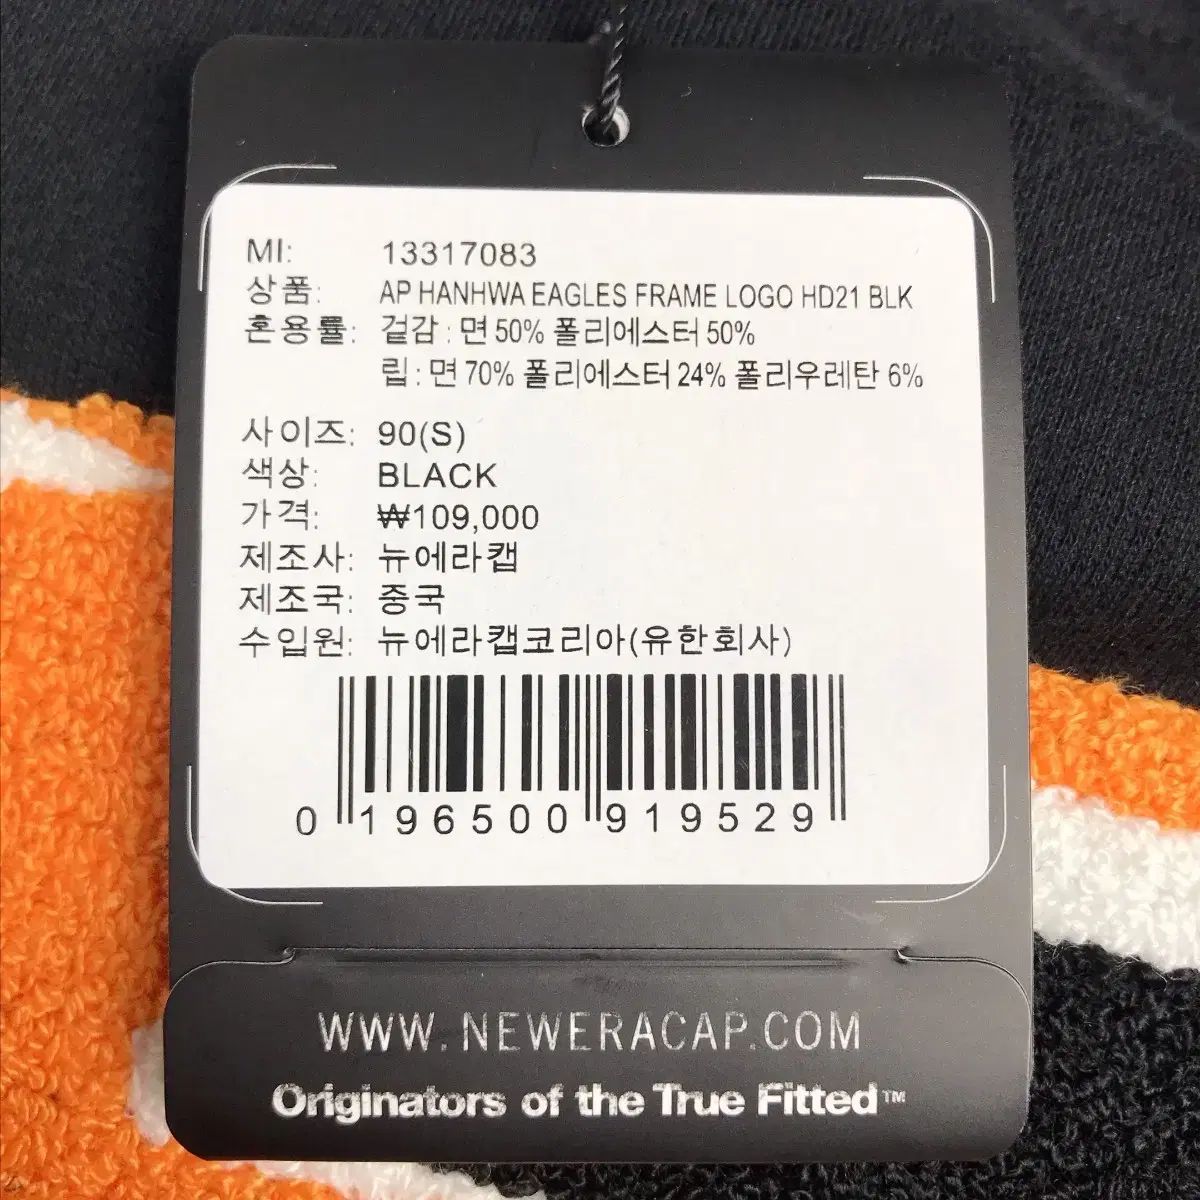 MI: 13317083
상품: AP HANHWA EAGLES FRAME LOGO HD21 BLK
혼용률: 겉감 : 면 50% 폴리에스터 50%
립 : 면 70% 폴리에스터 24% 폴리우레탄 6%
사이즈: 90(S)
색상: BLACK
가격: ₩109,000
제조사: 뉴에라캡
제조국: 중국
수입원: 뉴에라캡코리아(유한회사)
0 196500 919529
WWW.NEWERACAP.COM
Originators of the True Fitted™